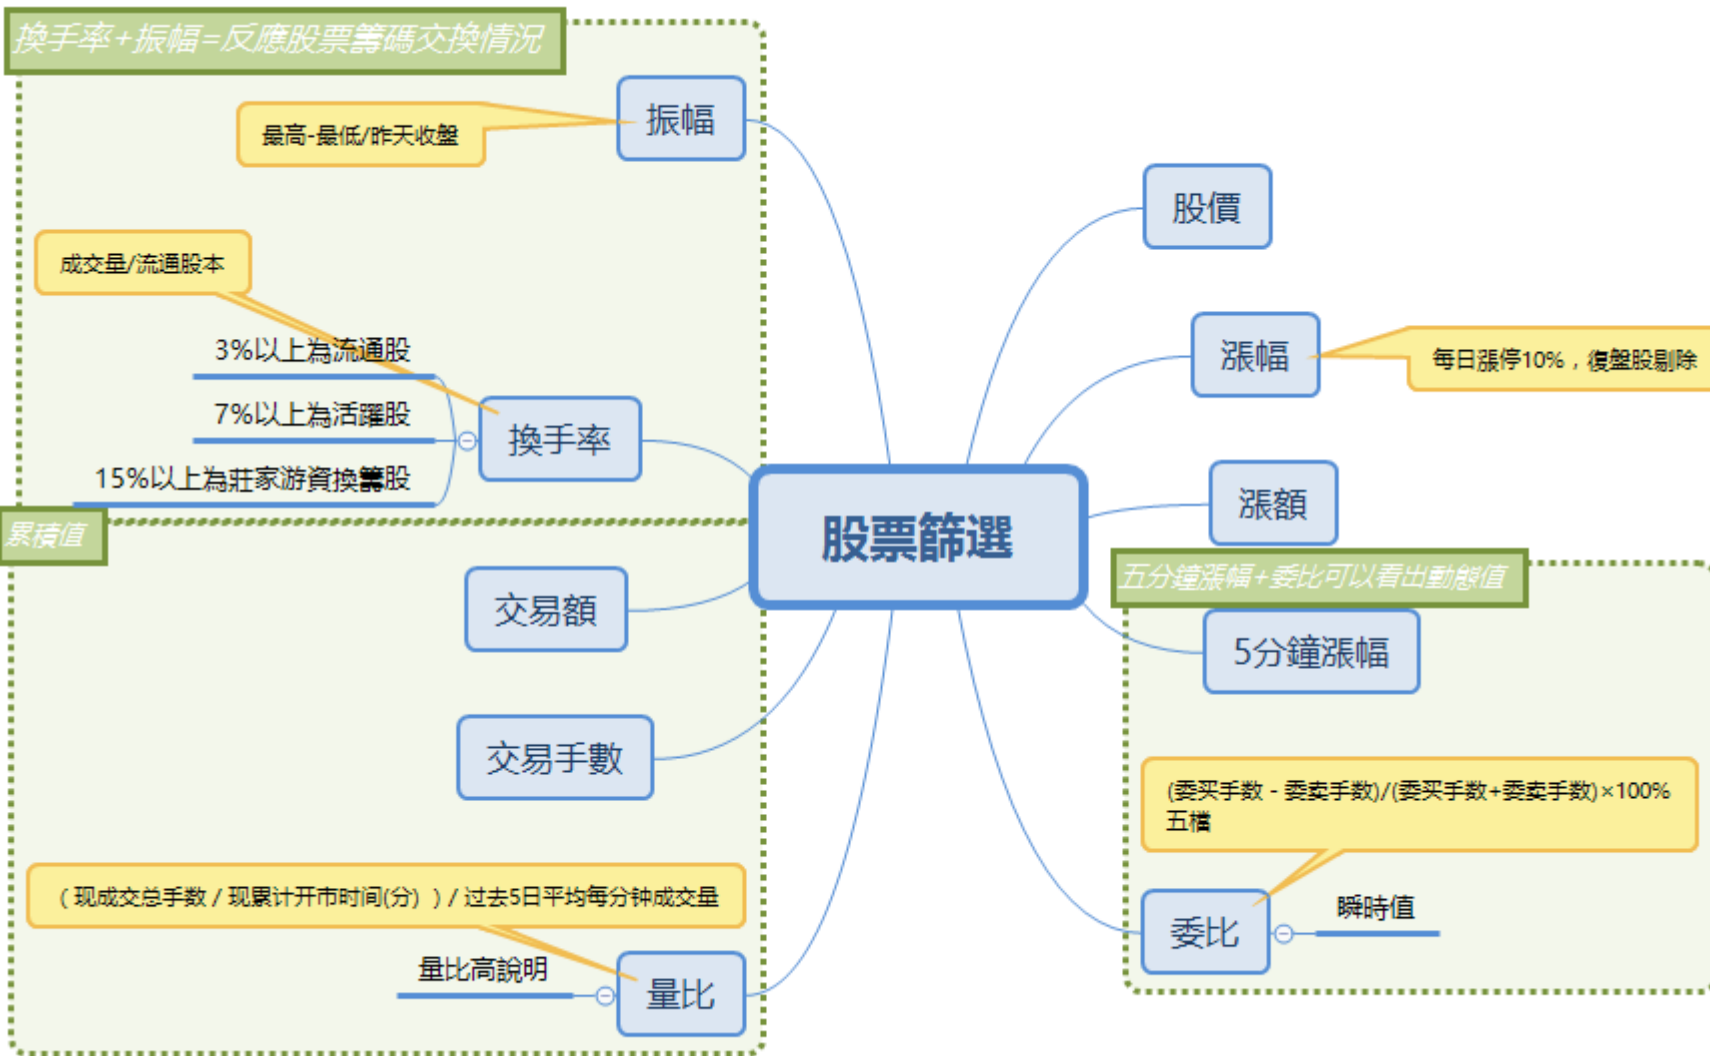 換手率+振幅=反應股票籌碼交換情況
振幅
最高-最低/昨天收盤
成交量/流通股本
3%以上為流通股
7%以上為活躍股
15%以上為莊家游資換籌股
換手率
累積值
交易額
交易手數
(现成交总手数 / 现累计开市时间(分) ) / 过去5日平均每分钟成交量
量比高說明
量比
股票篩選
股價
漲幅
每日漲停10%，復盤股剔除
漲額
五分鐘漲幅+委比可以看出動態值
5分鐘漲幅
(委买手数 - 委卖手数)/(委买手数+委卖手数)×100%
五檔
委比
瞬時值